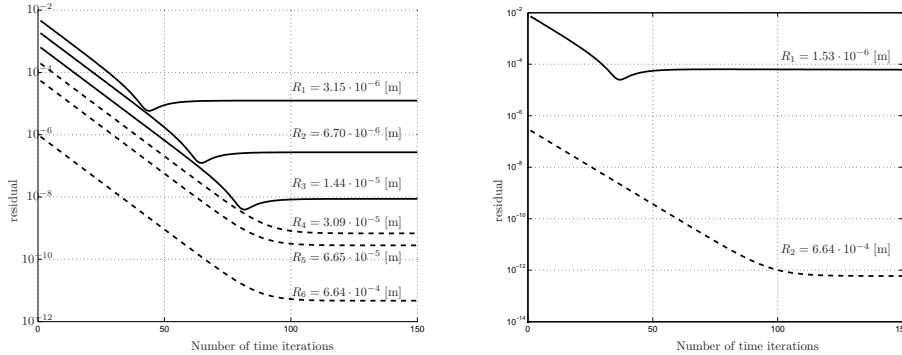 10^-2
10^-4
10^-6
10^-8
10^-10
10^-12
residual
R_1 = 3.15 · 10^-6 [m]
R_2 = 6.70 · 10^-6 [m]
R_3 = 1.44 · 10^-5 [m]
R_4 = 3.09 · 10^-5 [m]
R_5 = 6.65 · 10^-5 [m]
R_6 = 6.64 · 10^-4 [m]
0 50 100 150
Number of time iterations
10^-2
10^-4
10^-6
10^-8
10^-10
10^-12
10^-14
residual
R_1 = 1.53 · 10^-6 [m]
R_2 = 6.64 · 10^-4 [m]
0 50 100 150
Number of time iterations